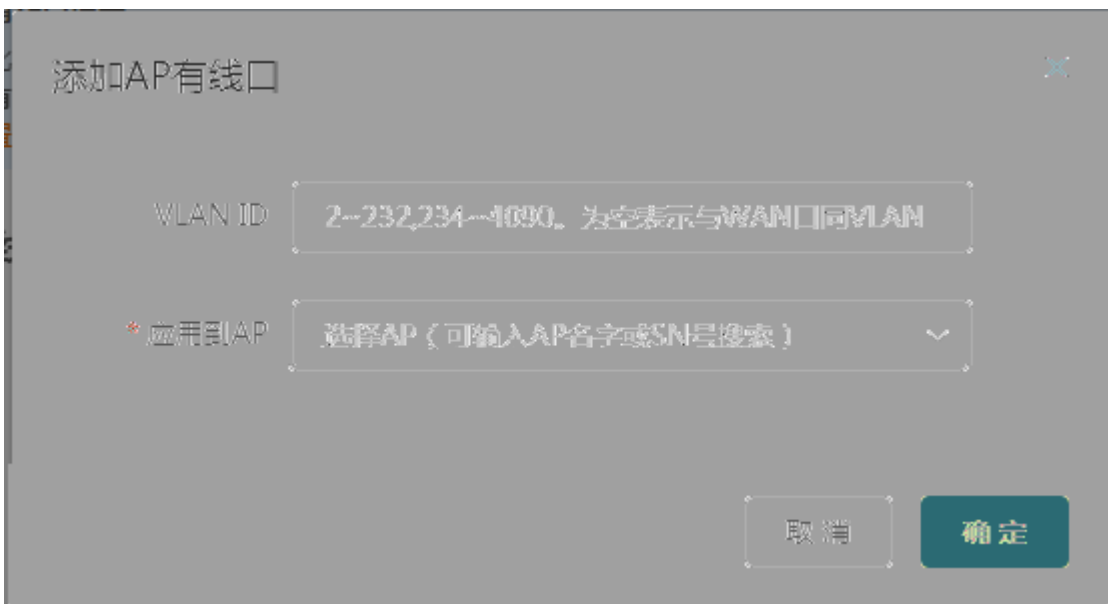 添加AP有线口
VLAN ID
2--232,234--4090。为空表示与WAN口同VLAN
* 应用到AP
选择AP（可输入AP名字或SN号搜索）
取消
确定